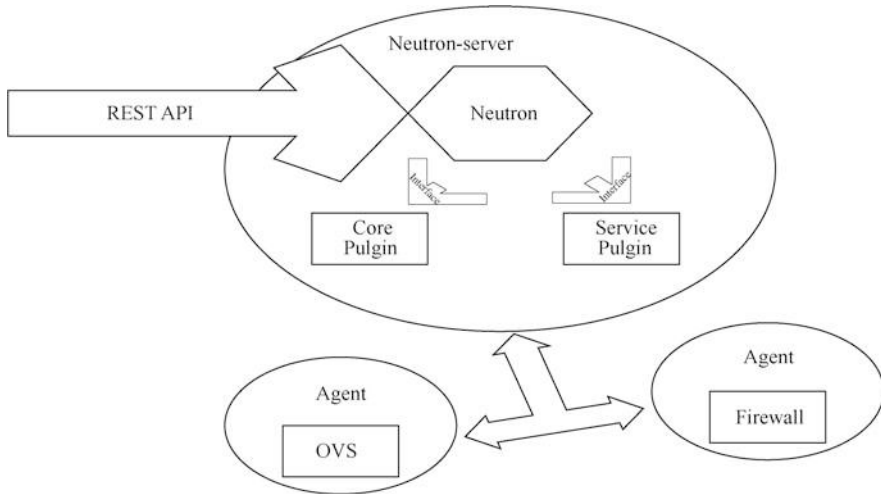 Neutron-server
REST API
Neutron
Interface
Interface
Core
Pulgin
Service
Pulgin
Agent
OVS
Agent
Firewall